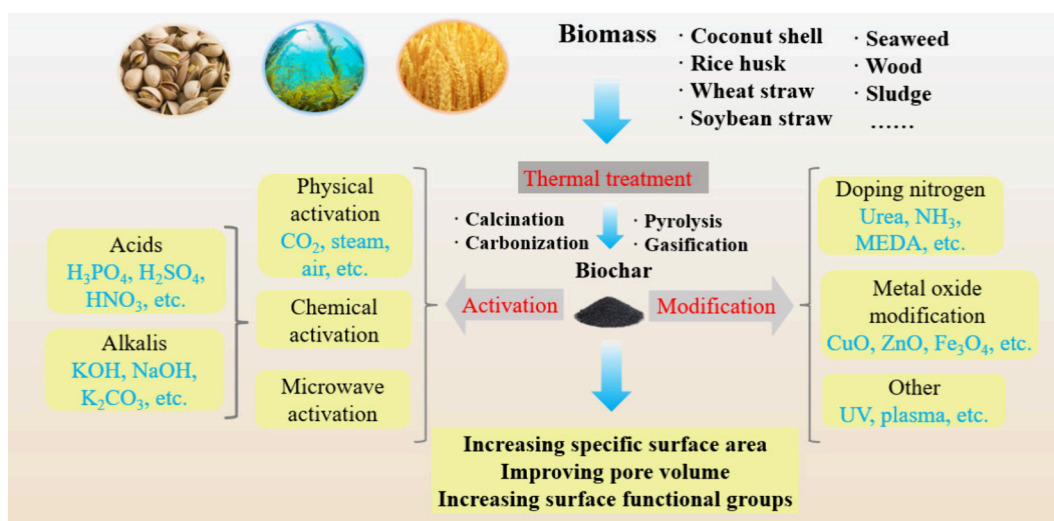 Biomass
· Coconut shell
· Rice husk
· Wheat straw
· Soybean straw
· Seaweed
· Wood
· Sludge
……
Thermal treatment
· Calcination
· Carbonization
· Pyrolysis
· Gasification
Biochar
Activation
Modification
Physical
activation
CO₂, steam,
air, etc.
Chemical
activation
Microwave
activation
Acids
H₃PO₄, H₂SO₄,
HNO₃, etc.
Alkalis
KOH, NaOH,
K₂CO₃, etc.
Doping nitrogen
Urea, NH₃,
MEDA, etc.
Metal oxide
modification
CuO, ZnO, Fe₃O₄, etc.
Other
UV, plasma, etc.
Increasing specific surface area
Improving pore volume
Increasing surface functional groups